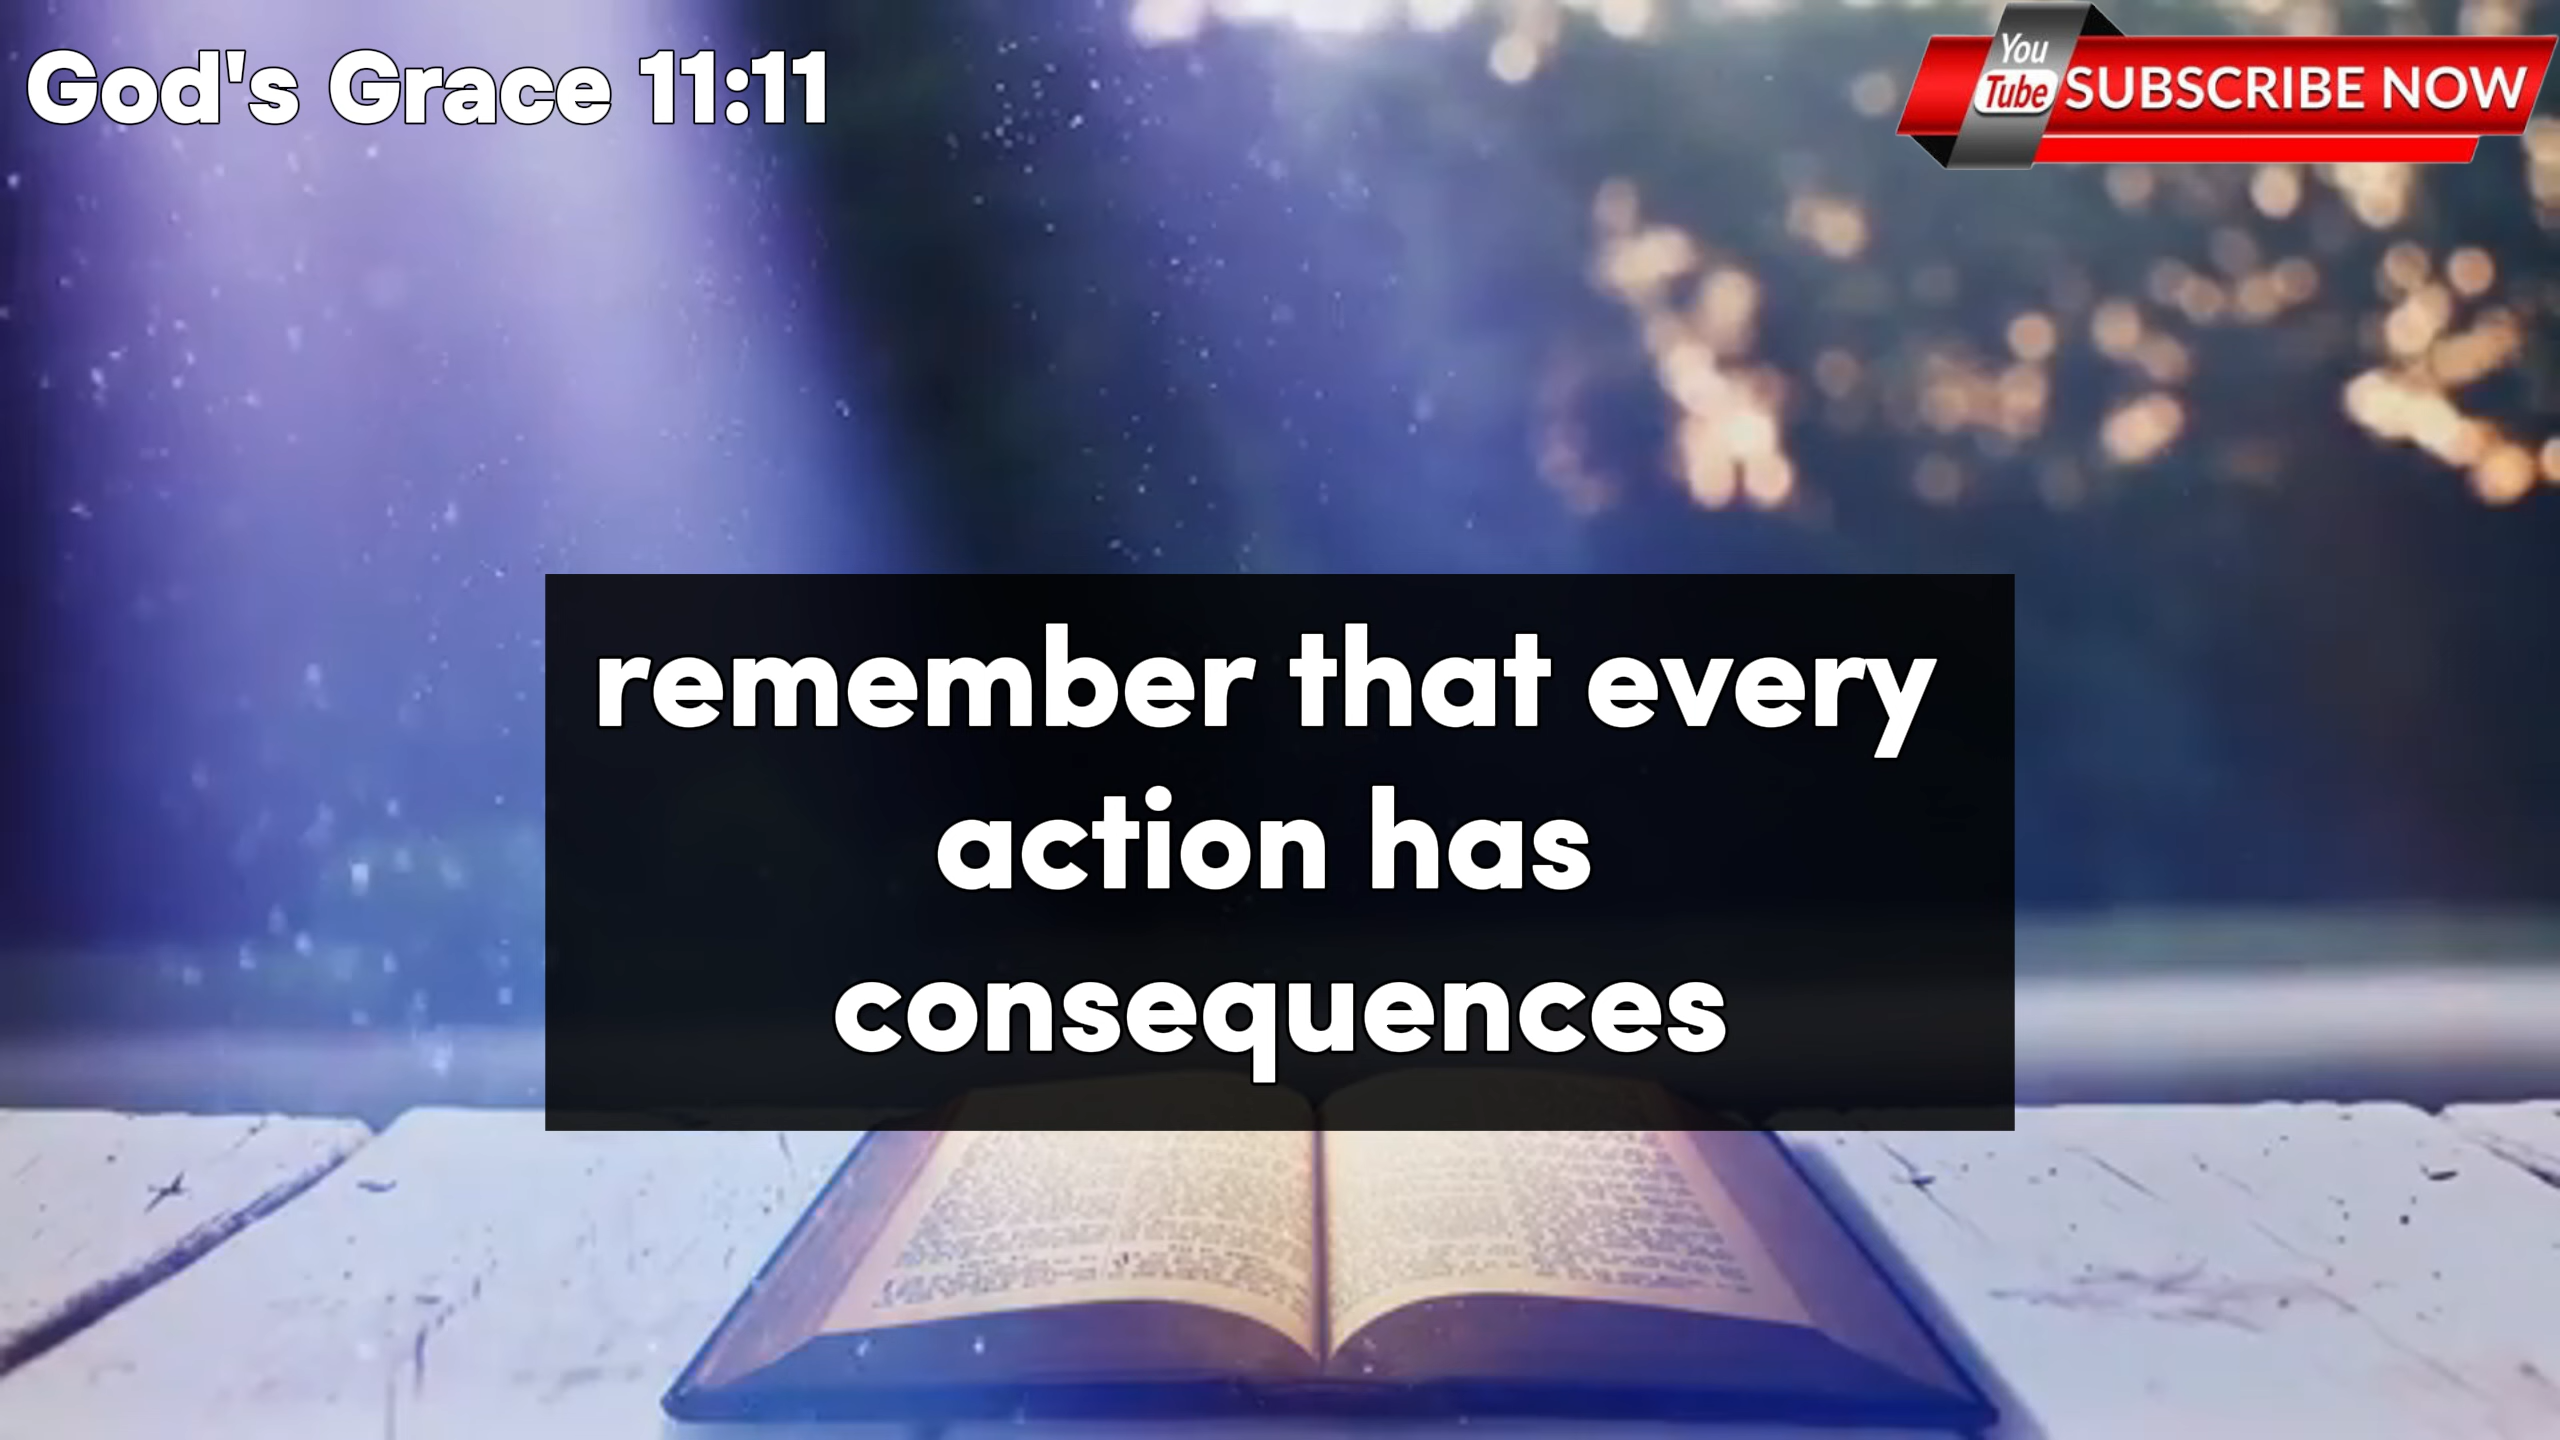 God's Grace 11:11
You
Tube
SUBSCRIBE NOW
remember that every
action has
consequences